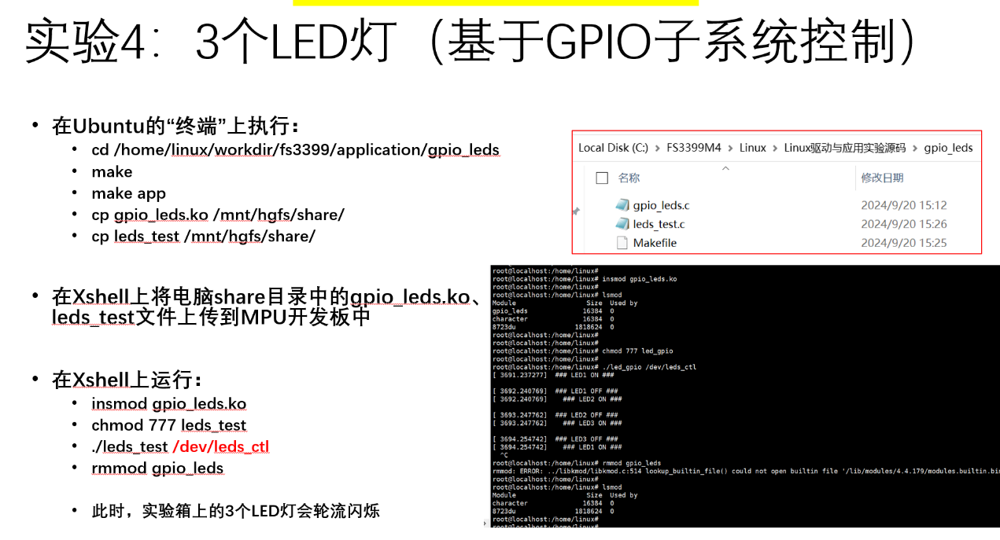 实验4：3个LED灯（基于GPIO子系统控制）
• 在Ubuntu的“终端”上执行：
• cd /home/linux/workdir/fs3399/application/gpio_leds
• make
• make app
• cp gpio_leds.ko /mnt/hgfs/share/
• cp leds_test /mnt/hgfs/share/
• 在Xshell上将电脑share目录中的gpio_leds.ko、
leds_test文件上传到MPU开发板中
• 在Xshell上运行：
• insmod gpio_leds.ko
• chmod 777 leds_test
• ./leds_test /dev/leds_ctl
• rmmod gpio_leds
• 此时，实验箱上的3个LED灯会轮流闪烁
Local Disk (C:) > FS3399M4 > Linux > Linux驱动与应用实验源码 > gpio_leds
名称 修改日期
gpio_leds.c 2024/9/20 15:12
leds_test.c 2024/9/20 15:26
Makefile 2024/9/20 15:25
root@localhost:/home/linux#
root@localhost:/home/linux# insmod gpio_leds.ko
root@localhost:/home/linux#
root@localhost:/home/linux# lsmod
Module Size Used by
gpio_leds 16384 0
character 16384 0
8723du 1818624 0
root@localhost:/home/linux#
root@localhost:/home/linux#
root@localhost:/home/linux# chmod 777 led_gpio
root@localhost:/home/linux#
root@localhost:/home/linux# ./led_gpio /dev/leds_ctl
[ 3691.237277] ### LED1 ON ###
[ 3692.240769] ### LED1 OFF ###
[ 3692.240769] ### LED2 ON ###
[ 3693.247762] ### LED2 OFF ###
[ 3693.247762] ### LED3 ON ###
[ 3694.254742] ### LED3 OFF ###
[ 3694.254742] ### LED1 ON ###
^C
root@localhost:/home/linux# rmmod gpio_leds
rmmod: ERROR: ../libkmod/libkmod.c:514 lookup_builtin_file() could not open builtin file '/lib/modules/4.4.179/modules.builtin.bin
root@localhost:/home/linux#
root@localhost:/home/linux# lsmod
Module Size Used by
character 16384 0
8723du 1818624 0
root@localhost:/home/linux#
root@localhost:/home/linux#